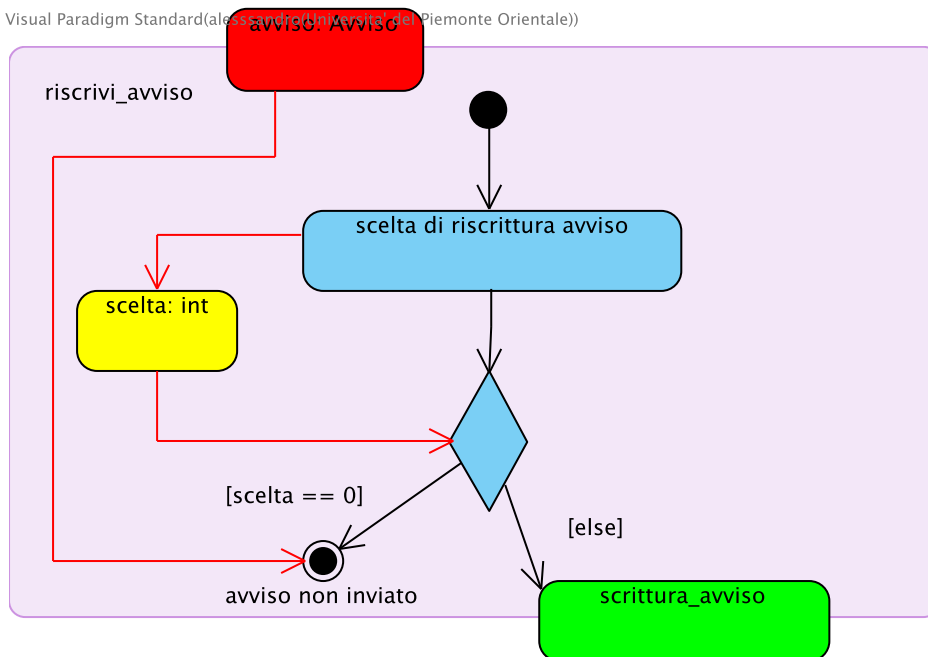 Visual Paradigm Standard(alesssandro(Universita' del Piemonte Orientale))
avviso: Avviso
riscrivi_avviso
scelta di riscrittura avviso
scelta: int
[scelta == 0]
[else]
avviso non inviato
scrittura_avviso